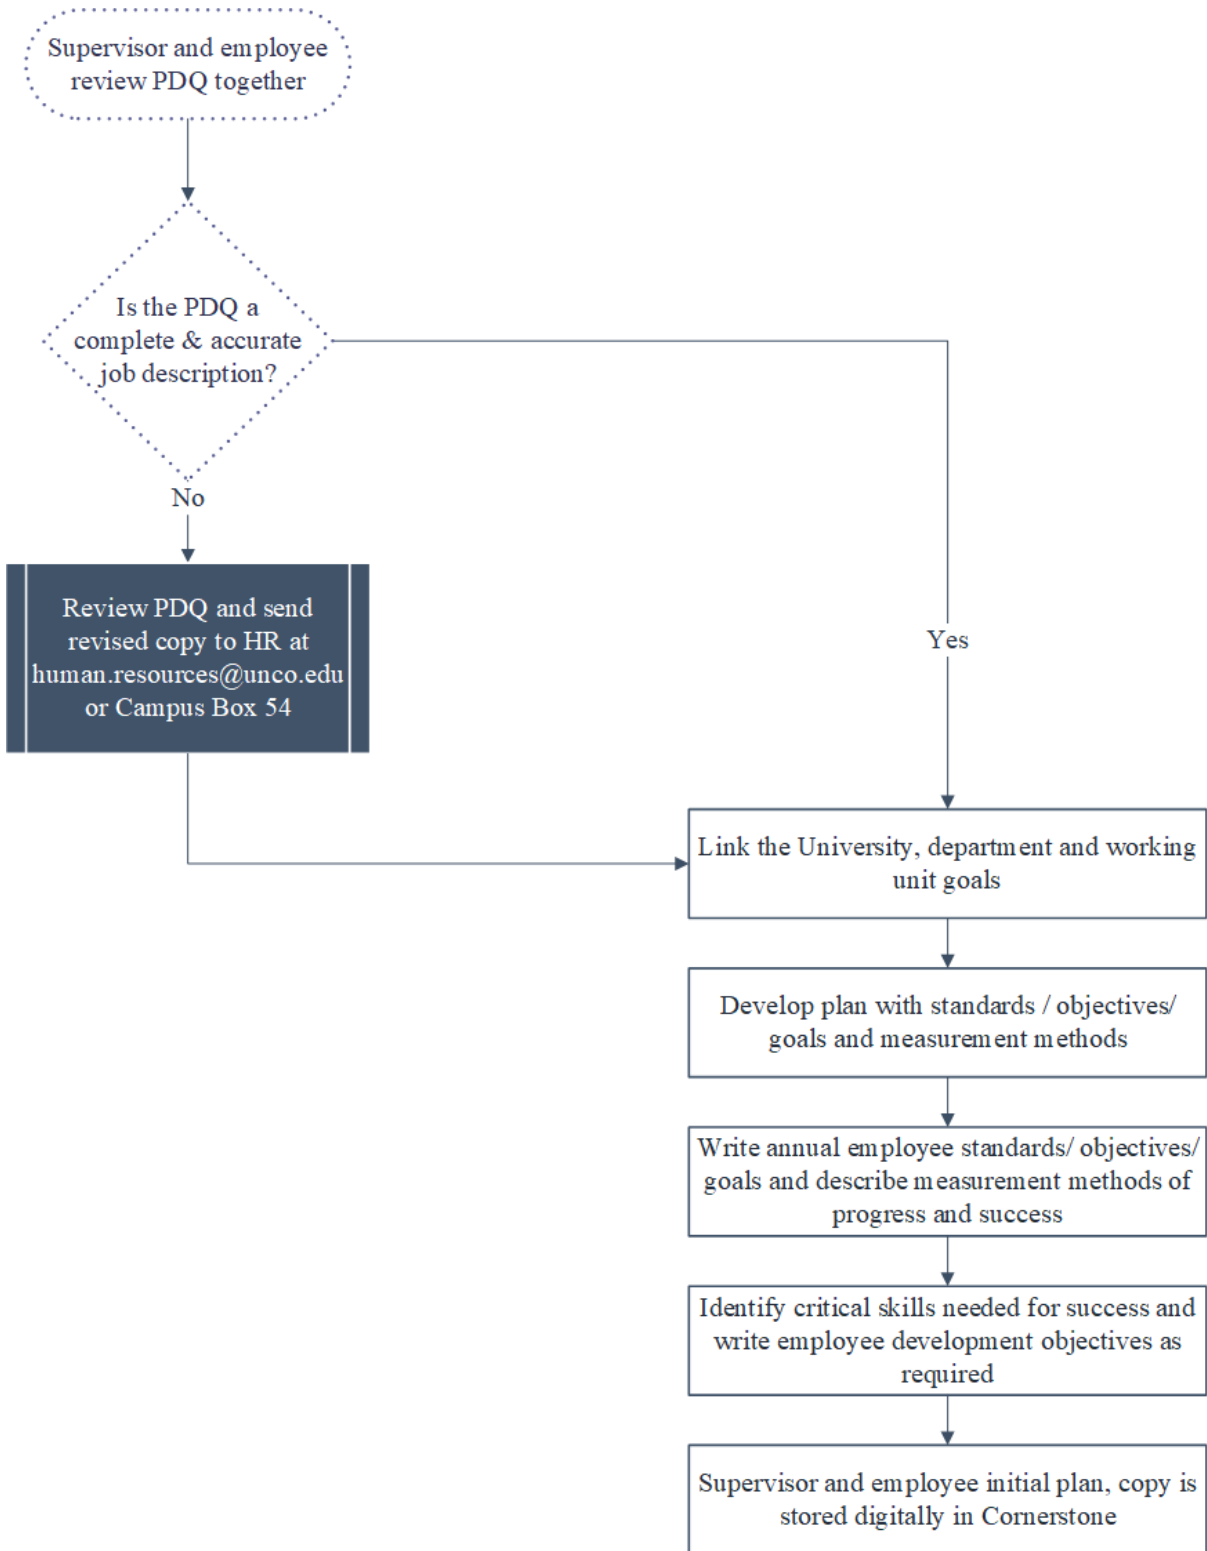 Supervisor and employee
review PDQ together
Is the PDQ a
complete & accurate
job description?
No
Review PDQ and send
revised copy to HR at
human.resources@unco.edu
or Campus Box 54
Yes
Link the University, department and working
unit goals
Develop plan with standards / objectives/
goals and measurement methods
Write annual employee standards/ objectives/
goals and describe measurement methods of
progress and success
Identify critical skills needed for success and
write employee development objectives as
required
Supervisor and employee initial plan, copy is
stored digitally in Cornerstone